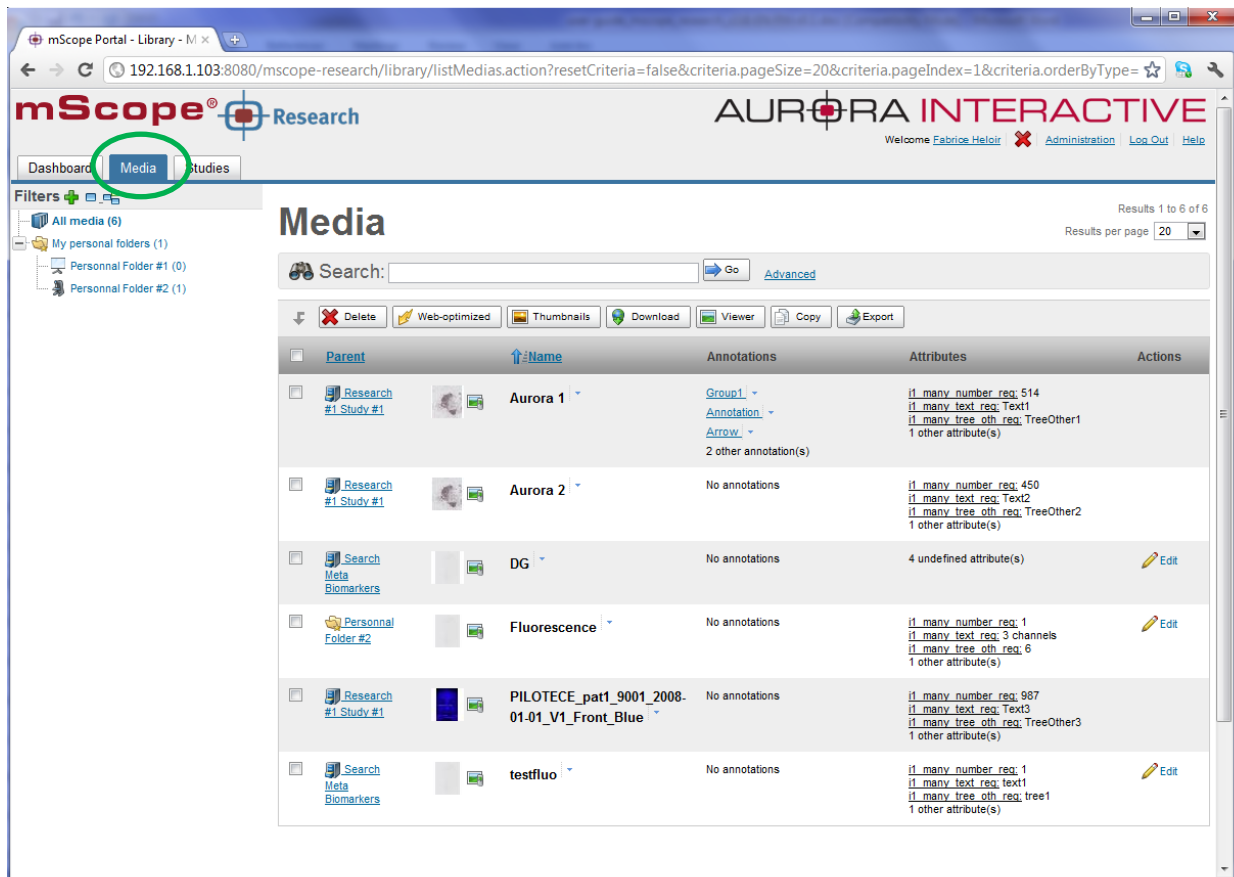 mScope Portal - Library - M
192.168.1.103:8080/mscope-research/library/listMedias.action?resetCriteria=false&criteria.pageSize=20&criteria.pageIndex=1&criteria.orderByType=
mScope® Research
AURORA INTERACTIVE
Welcome Fabrice Heloir Administration Log Out Help
Dashboard Media Studies
Filters
All media (6)
My personal folders (1)
Personnal Folder #1 (0)
Personnal Folder #2 (1)
Media
Results 1 to 6 of 6
Results per page 20
Search: Go Advanced
Delete Web-optimized Thumbnails Download Viewer Copy Export
Parent Name Annotations Attributes Actions
Research #1 Study #1
Aurora 1
Group1
Annotation
Arrow
2 other annotation(s)
i1_many_number_req: 514
i1_many_text_req: Text1
i1_many_tree_oth_req: TreeOther1
1 other attribute(s)
Research #1 Study #1
Aurora 2
No annotations
i1_many_number_req: 450
i1_many_text_req: Text2
i1_many_tree_oth_req: TreeOther2
1 other attribute(s)
Search
Meta
Biomarkers
DG
No annotations
4 undefined attribute(s)
Edit
Personnal
Folder #2
Fluorescence
No annotations
i1_many_number_req: 1
i1_many_text_req: 3 channels
i1_many_tree_oth_req: 6
1 other attribute(s)
Edit
Research
#1 Study #1
PILOTECE_pat1_9001_2008-
01-01_V1_Front_Blue
No annotations
i1_many_number_req: 987
i1_many_text_req: Text3
i1_many_tree_oth_req: TreeOther3
1 other attribute(s)
Search
Meta
Biomarkers
testfluo
No annotations
i1_many_number_req: 1
i1_many_text_req: text1
i1_many_tree_oth_req: tree1
1 other attribute(s)
Edit